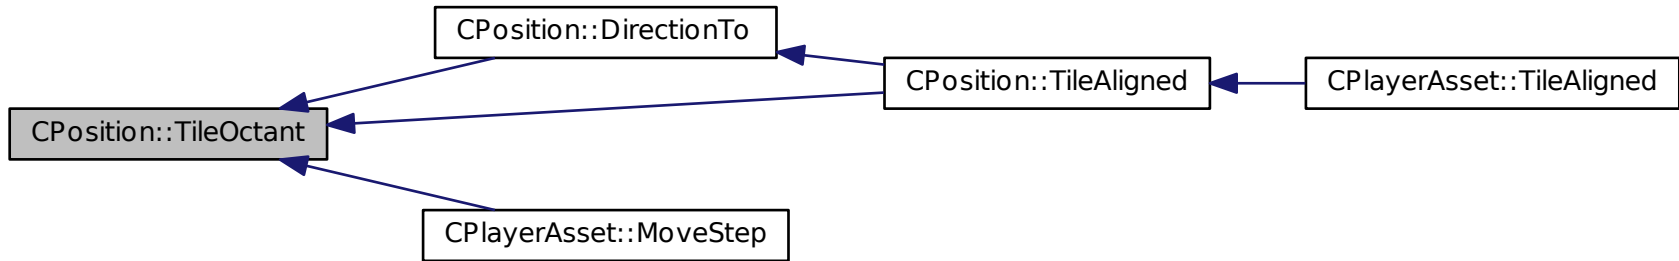 CPosition::DirectionTo
CPosition::TileAligned
CPlayerAsset::TileAligned
CPosition::TileOctant
CPlayerAsset::MoveStep